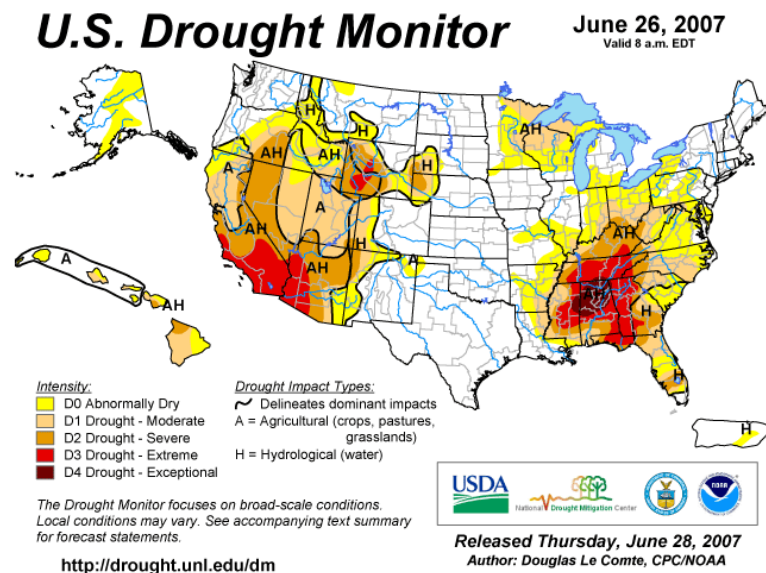 U.S. Drought Monitor
June 26, 2007
Valid 8 a.m. EDT
H
H
AH
AH
H
AH
A
A
A
AH
H
A
AH
AH
AH
AH
H
H
A
AH
H
Intensity:
D0 Abnormally Dry
D1 Drought - Moderate
D2 Drought - Severe
D3 Drought - Extreme
D4 Drought - Exceptional
Drought Impact Types:
Delineates dominant impacts
A = Agricultural (crops, pastures,
grasslands)
H = Hydrological (water)
The Drought Monitor focuses on broad-scale conditions.
Local conditions may vary. See accompanying text summary
for forecast statements.
http://drought.unl.edu/dm
USDA
National Drought Mitigation Center
NOAA
Released Thursday, June 28, 2007
Author: Douglas Le Comte, CPC/NOAA